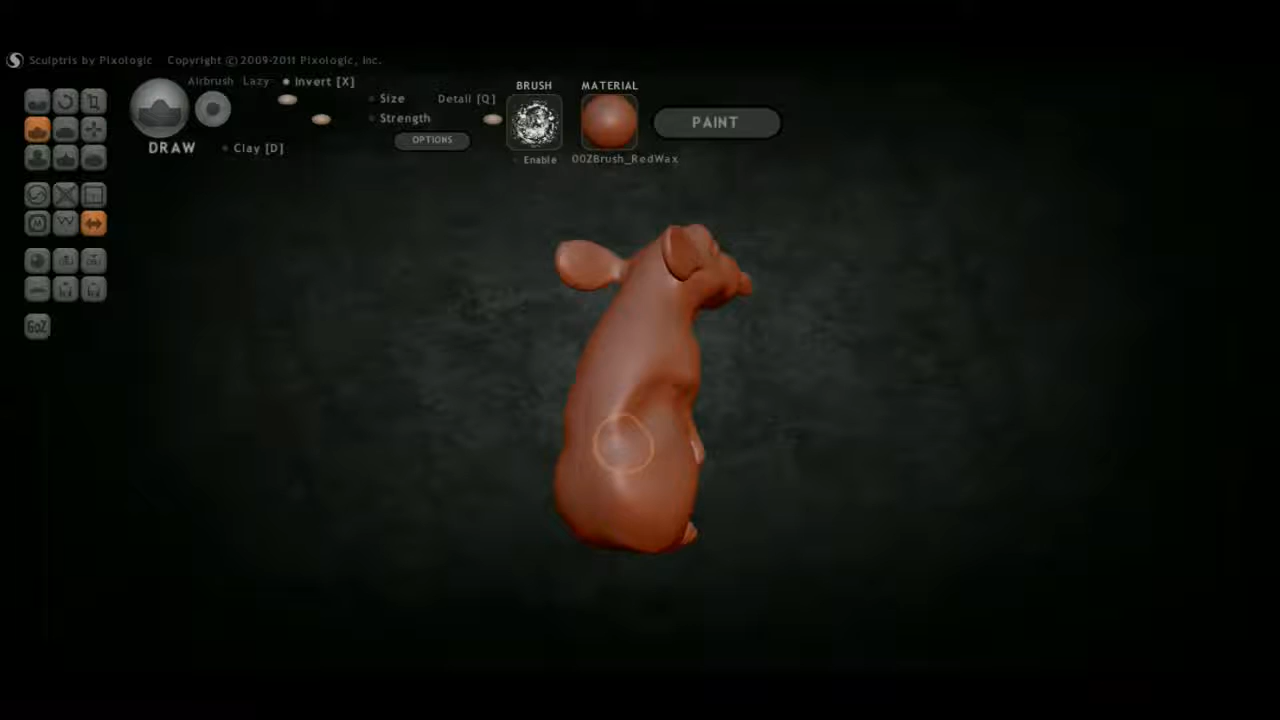 Sculptris by Pixologic Copyright ©2009-2011 Pixologic, Inc.
Airbrush Lazy Invert [X]
BRUSH
MATERIAL
Size Detail [Q]
Strength
PAINT
OPTIONS
DRAW
Clay [D]
Enable
00ZBrush_RedWax
M
GoZ